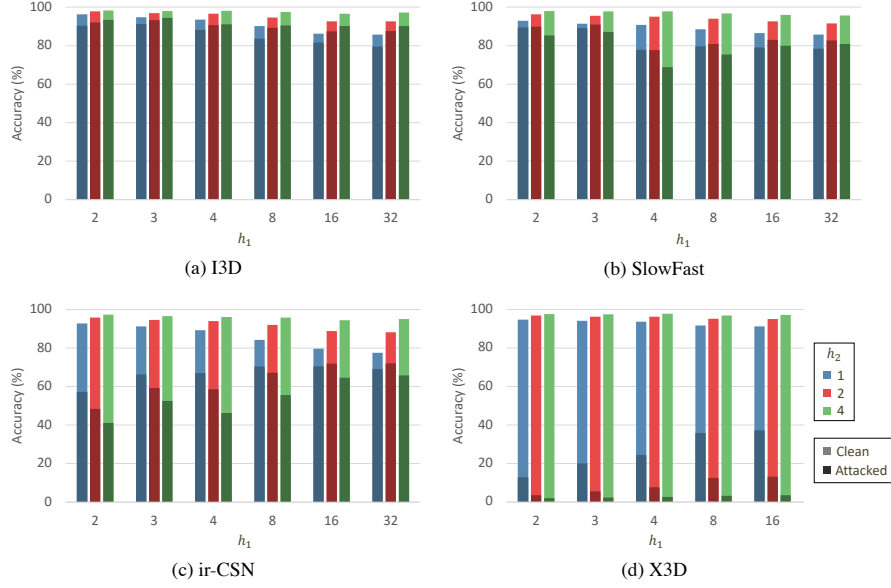 100
80
60
40
20
0
Accuracy (%)
2 3 4 8 16 32
h₁
(a) I3D
100
80
60
40
20
0
Accuracy (%)
2 3 4 8 16 32
h₁
(b) SlowFast
100
80
60
40
20
0
Accuracy (%)
2 3 4 8 16 32
h₁
(c) ir-CSN
100
80
60
40
20
0
Accuracy (%)
2 3 4 8 16
h₁
(d) X3D
h₂
1
2
4
Clean
Attacked